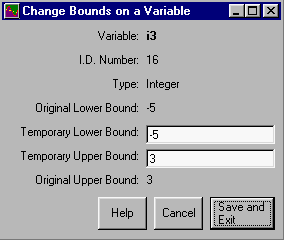 Change Bounds on a Variable
Variable: i3
I.D. Number: 16
Type: Integer
Original Lower Bound: -5
Temporary Lower Bound: -5
Temporary Upper Bound: 3
Original Upper Bound: 3
Help Cancel Save and
Exit